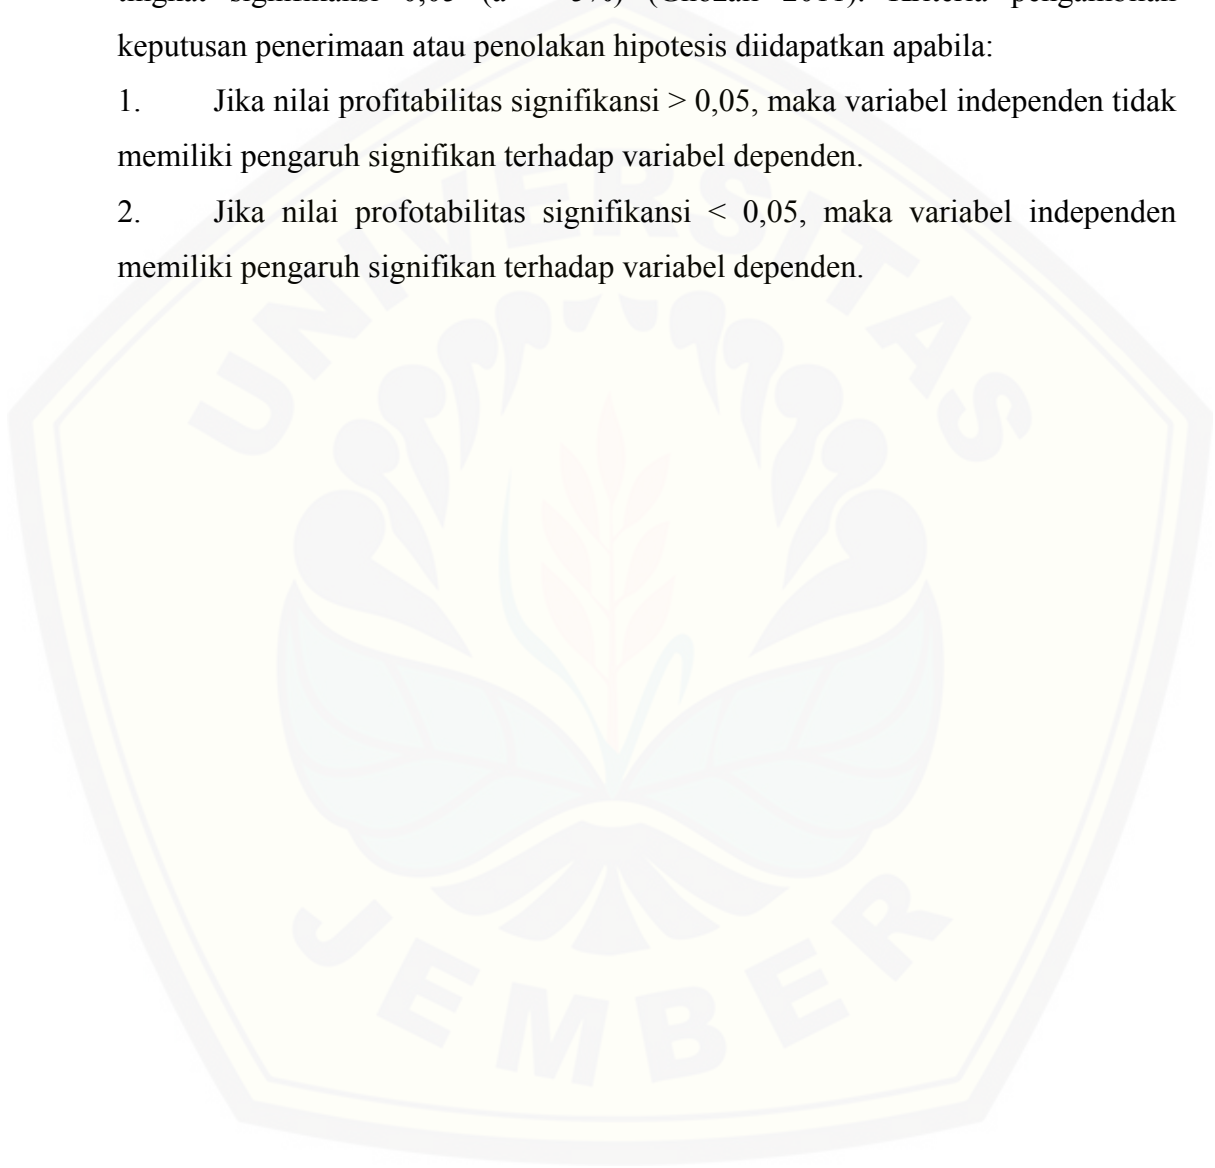 keputusan penerimaan atau penolakan hipotesis diidapatkan apabila:
1. Jika nilai profitabilitas signifikansi > 0,05, maka variabel independen tidak
memiliki pengaruh signifikan terhadap variabel dependen.
2. Jika nilai profotabilitas signifikansi < 0,05, maka variabel independen
memiliki pengaruh signifikan terhadap variabel dependen.
UNIVERSITAS
JEMBER